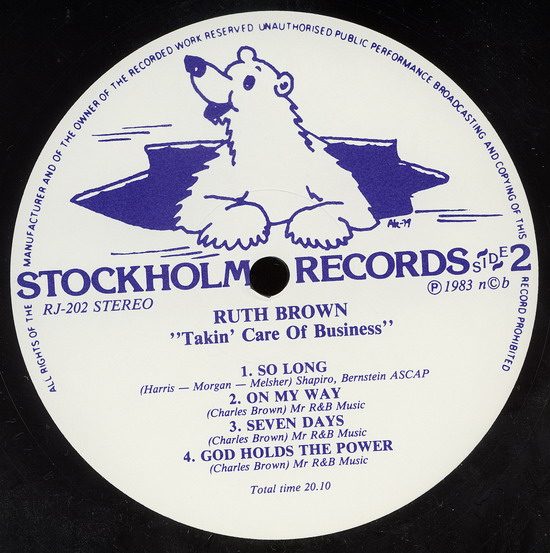 ALL RIGHTS OF THE MANUFACTURER AND OF THE OWNER OF THE RECORDED WORK RESERVED UNAUTHORISED PUBLIC PERFORMANCE BROADCASTING AND COPYING OF THIS RECORD PROHIBITED
STOCKHOLM RECORDS
SIDE 2
RJ-202 STEREO
Ⓟ 1983 n©b
RUTH BROWN
"Takin' Care Of Business"
1. SO LONG
(Harris — Morgan — Melsher) Shapiro, Bernstein ASCAP
2. ON MY WAY
(Charles Brown) Mr R&B Music
3. SEVEN DAYS
(Charles Brown) Mr R&B Music
4. GOD HOLDS THE POWER
(Charles Brown) Mr R&B Music
Total time 20.10